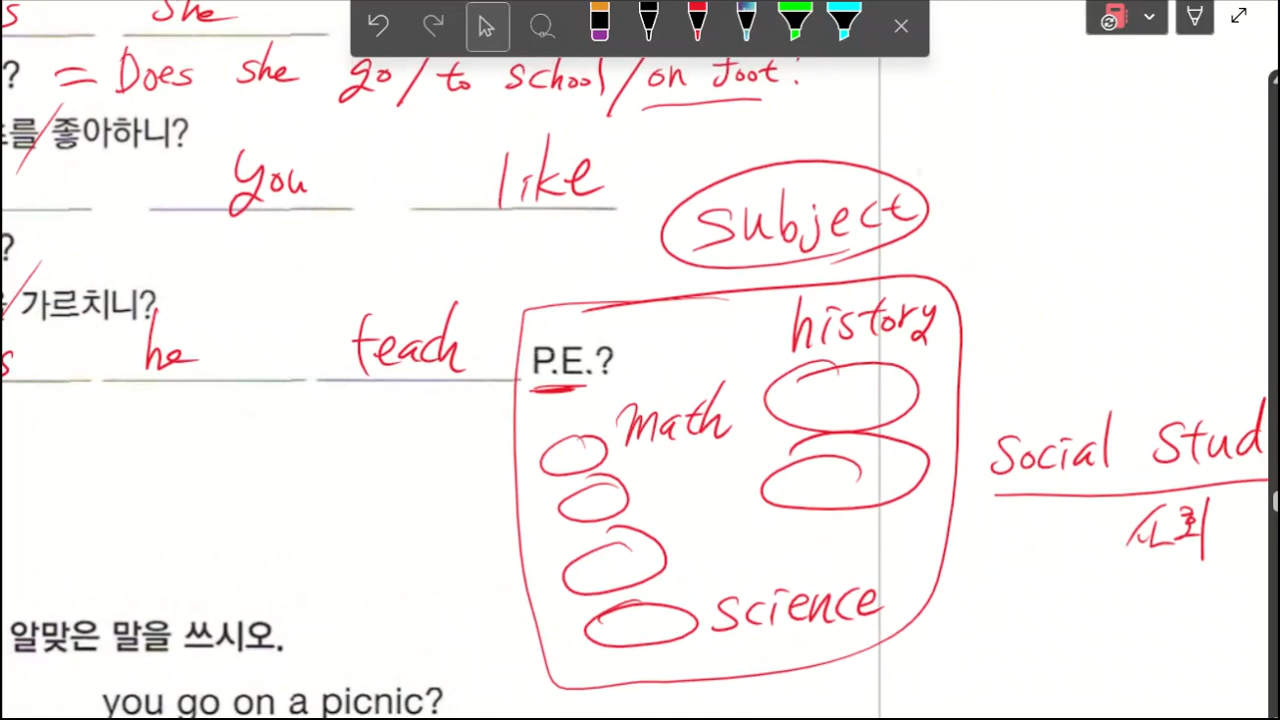 s she
? = Does she go / to school / on foot?
를 좋아하니?
you like
subject
?
가르치니?
history
s he teach P.E.?
math
Social Stud
사회
science
알맞은 말을 쓰시오.
you go on a picnic?